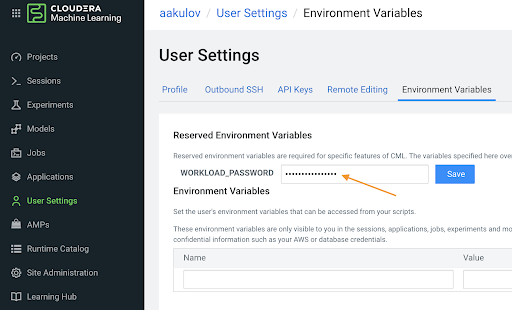 CLOUDERA
Machine Learning
Projects
Sessions
Experiments
Models
Jobs
Applications
User Settings
AMPs
Runtime Catalog
Site Administration
Learning Hub
aakulov / User Settings / Environment Variables
User Settings
Profile Outbound SSH API Keys Remote Editing Environment Variables
Reserved Environment Variables
Reserved environment variables are required for specific features of CML. The variables specified here over
WORKLOAD_PASSWORD •••••••••••••••• Save
Environment Variables
Set the user's environment variables that can be accessed from your scripts.
These environment variables are only visible to you in the sessions, applications, jobs, experiments and mo
confidential information such as your AWS or database credentials.
Name Value